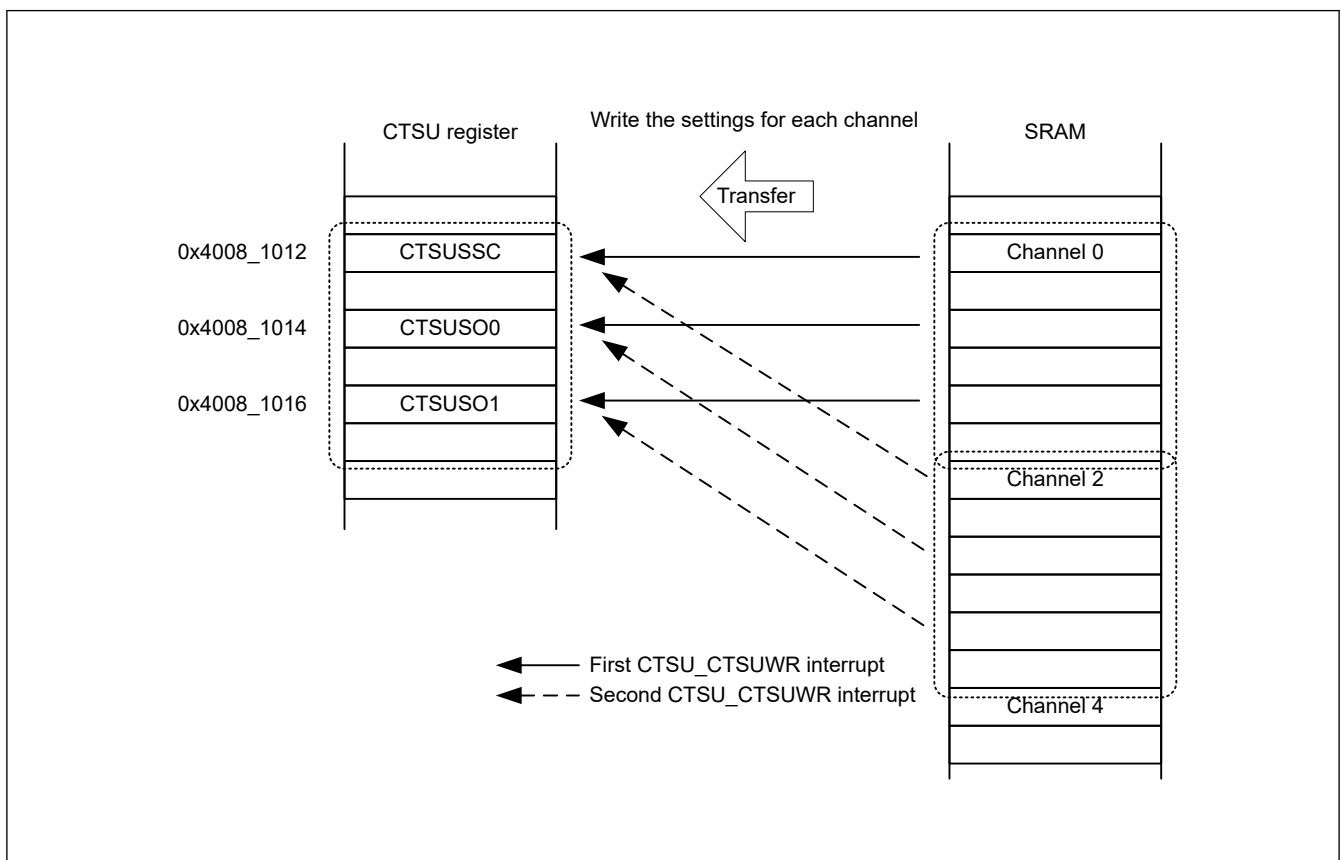 Write the settings for each channel
CTSU register
SRAM
Transfer
0x4008_1012
CTSUSSC
Channel 0
0x4008_1014
CTSUSO0
0x4008_1016
CTSUSO1
Channel 2
First CTSU_CTSUWR interrupt
Second CTSU_CTSUWR interrupt
Channel 4